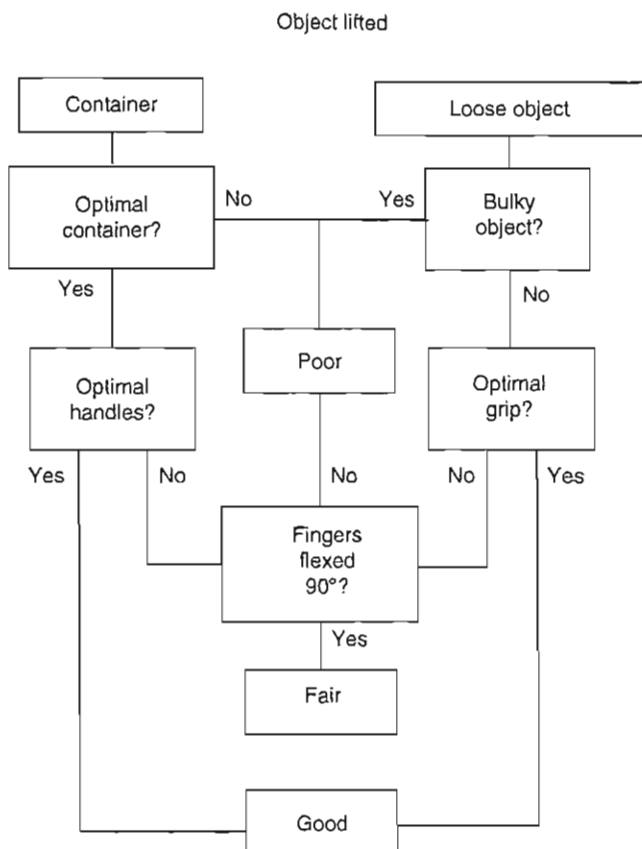 Object lifted
Container
Loose object
Optimal
container?
No
Yes
Bulky
object?
Yes
No
Optimal
handles?
Poor
Optimal
grip?
Yes
No
No
No
Yes
Fingers
flexed
90°?
Yes
Fair
Good